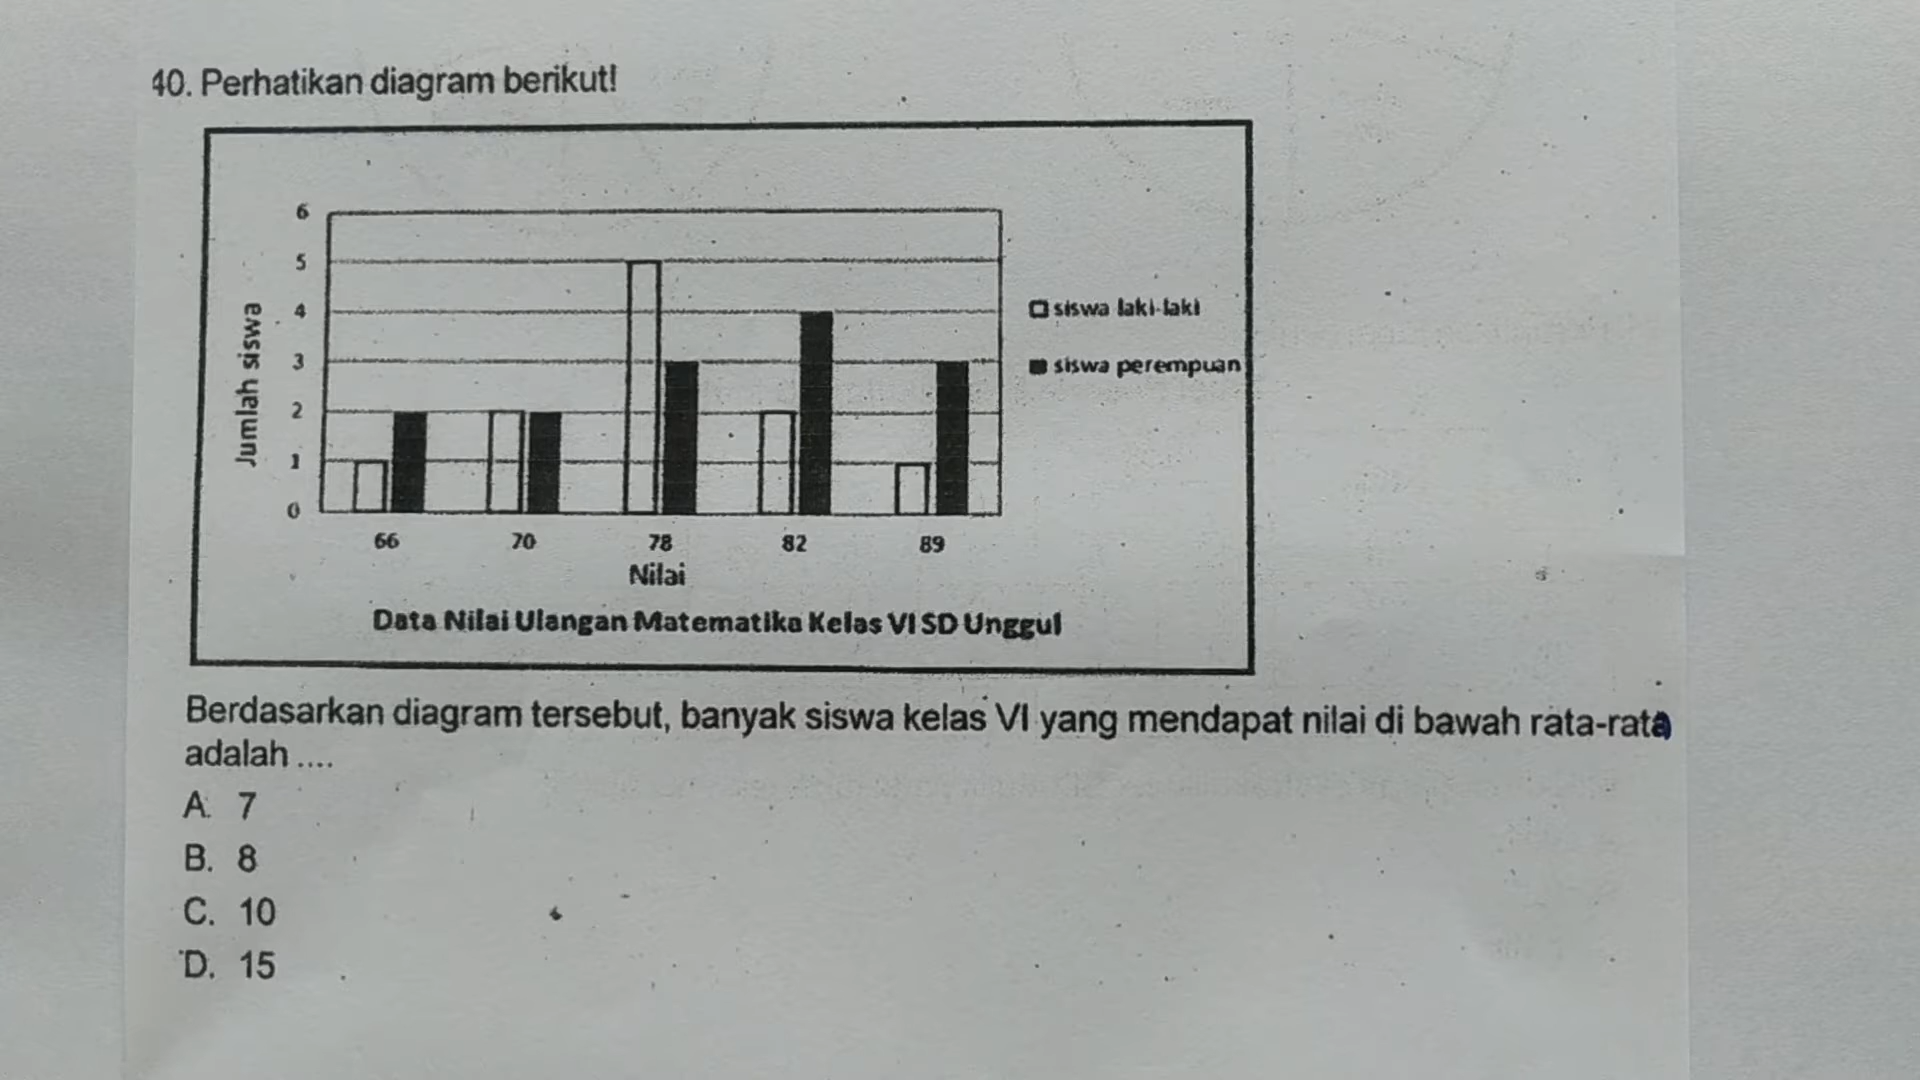 40. Perhatikan diagram berikut!
6
5
4
3
2
1
0
Jumlah siswa
66 70 78 82 89
Nilai
siswa laki-laki
siswa perempuan
Data Nilai Ulangan Matematika Kelas VI SD Unggul
Berdasarkan diagram tersebut, banyak siswa kelas VI yang mendapat nilai di bawah rata-rata
adalah ....
A. 7
B. 8
C. 10
D. 15